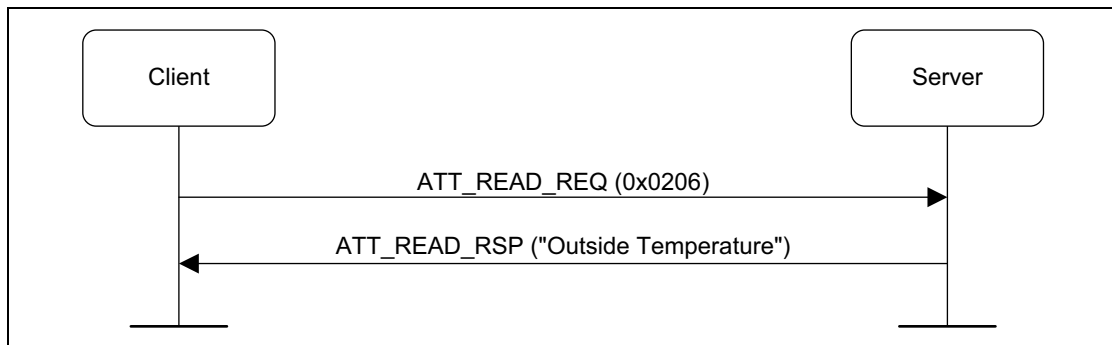 Client
Server
ATT_READ_REQ (0x0206)
ATT_READ_RSP ("Outside Temperature")